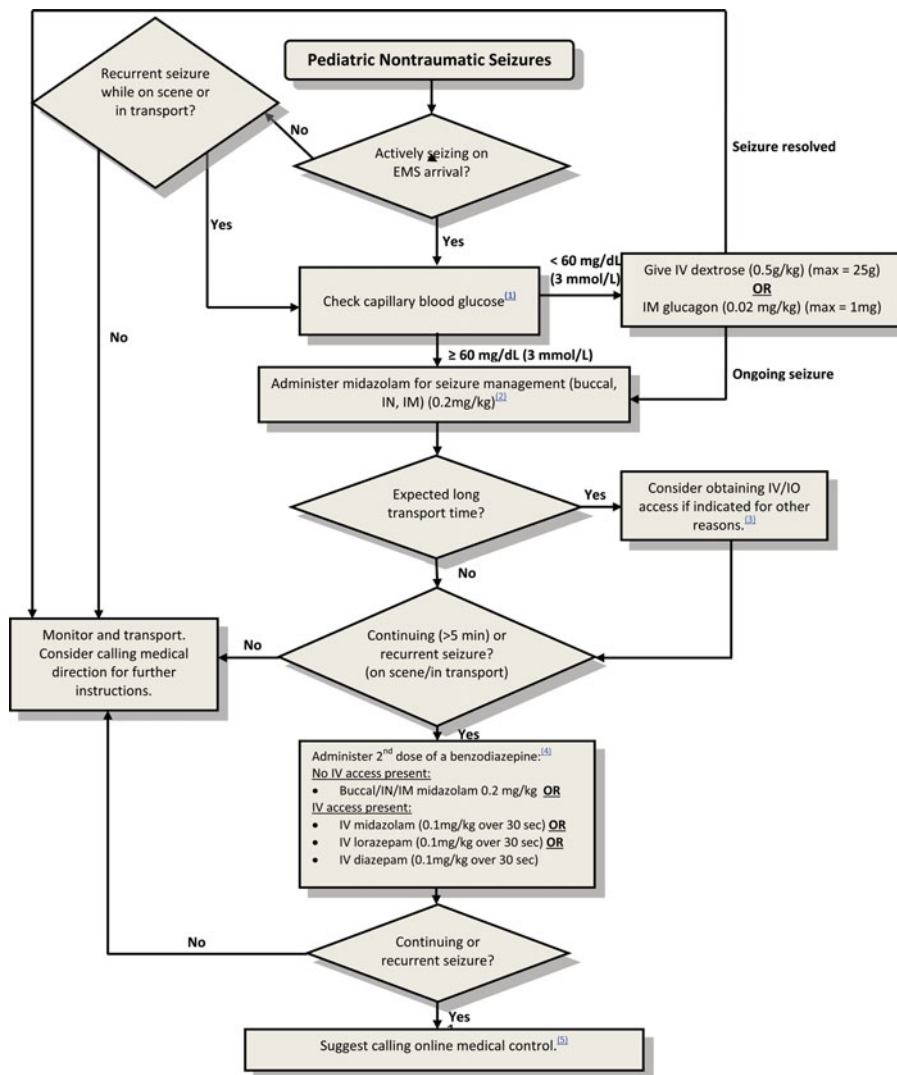 Pediatric Nontraumatic Seizures
Recurrent seizure
while on scene or
in transport?
No
Actively seizing on
EMS arrival?
Seizure resolved
Yes
Yes
< 60 mg/dL
(3 mmol/L)
Check capillary blood glucose(1)
Give IV dextrose (0.5g/kg) (max = 25g)
OR
IM glucagon (0.02 mg/kg) (max = 1mg)
No
≥ 60 mg/dL (3 mmol/L)
Ongoing seizure
Administer midazolam for seizure management (buccal,
IN, IM) (0.2mg/kg)(2)
Expected long
transport time?
Yes
Consider obtaining IV/IO
access if indicated for other
reasons.(3)
No
Monitor and transport.
Consider calling medical
direction for further
instructions.
No
Continuing (>5 min) or
recurrent seizure?
(on scene/in transport)
Yes
Administer 2nd dose of a benzodiazepine:(4)
No IV access present:
• Buccal/IN/IM midazolam 0.2 mg/kg OR
IV access present:
• IV midazolam (0.1mg/kg over 30 sec) OR
• IV lorazepam (0.1mg/kg over 30 sec) OR
• IV diazepam (0.1mg/kg over 30 sec)
No
Continuing or
recurrent seizure?
Yes
Suggest calling online medical control.(5)